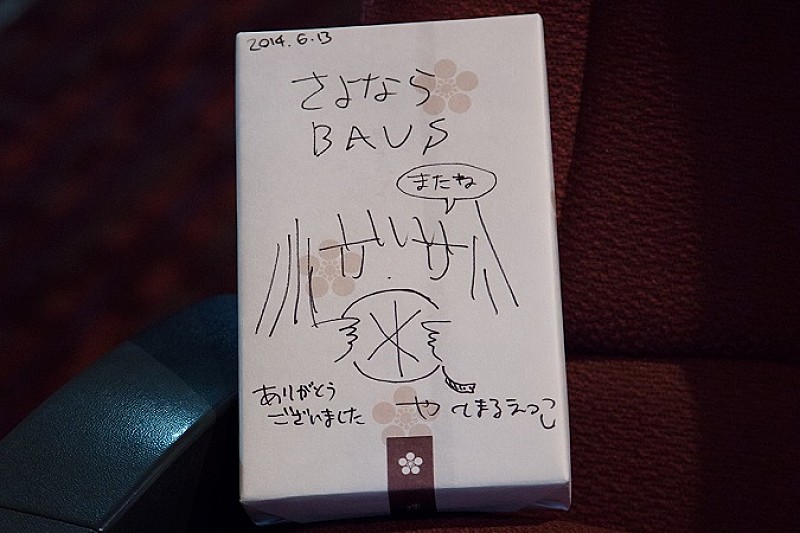 2014.6.13
さよなら
BAUS
またね
ありがとう
ございました